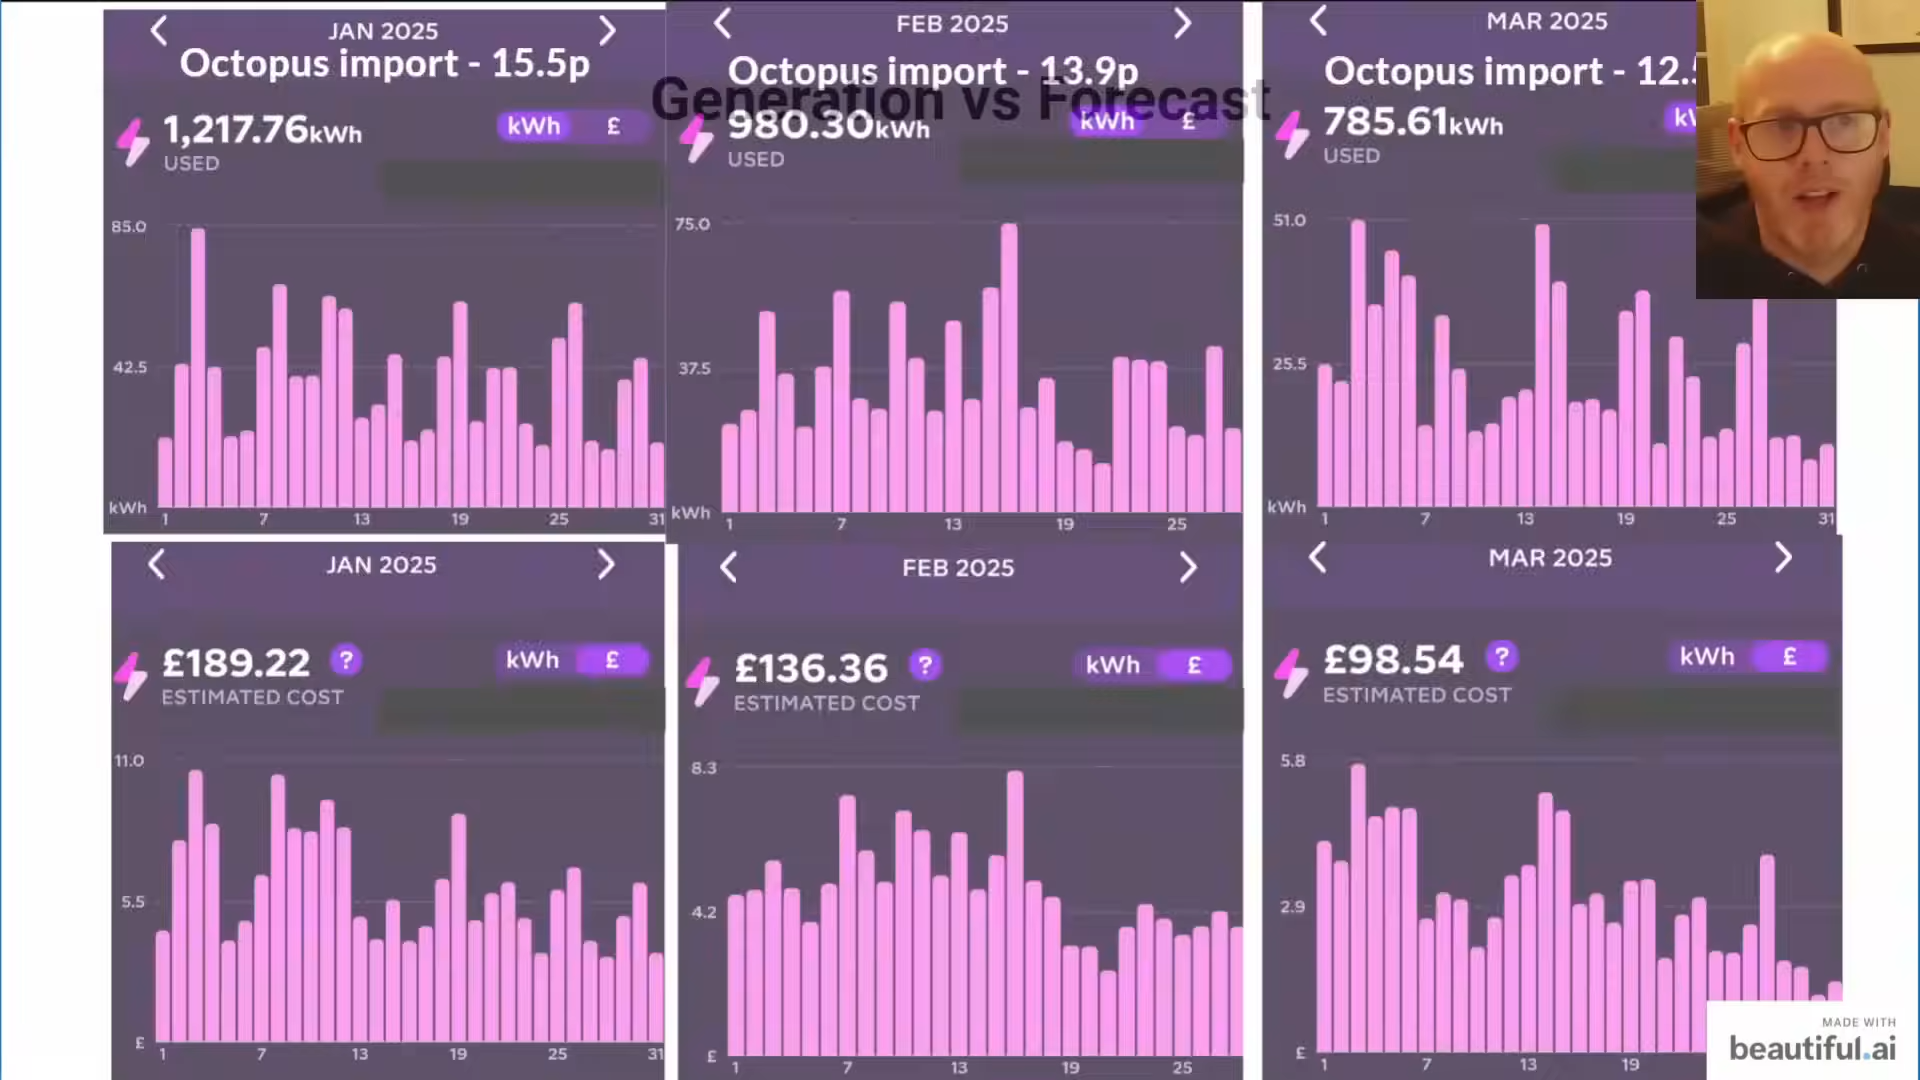 JAN 2025
Octopus import - 15.5p
1,217.76kWh
kWh £
USED
85.0
42.5
kWh
1 7 13 19 25 31
FEB 2025
Octopus import - 13.9p
Generation vs Forecast
980.30kWh
kWh £
USED
75.0
37.5
kWh
1 7 13 19 25
MAR 2025
Octopus import - 12.
785.61kWh
USED
51.0
25.5
kWh
1 7 13 19 25 31
JAN 2025
£189.22 ?
kWh £
ESTIMATED COST
11.0
5.5
£
1 7 13 19 25 31
FEB 2025
£136.36 ?
kWh £
ESTIMATED COST
8.3
4.2
£
1 7 13 19 25
MAR 2025
£98.54 ?
kWh £
ESTIMATED COST
5.8
2.9
£
1 7 13 19
MADE WITH
beautiful.ai